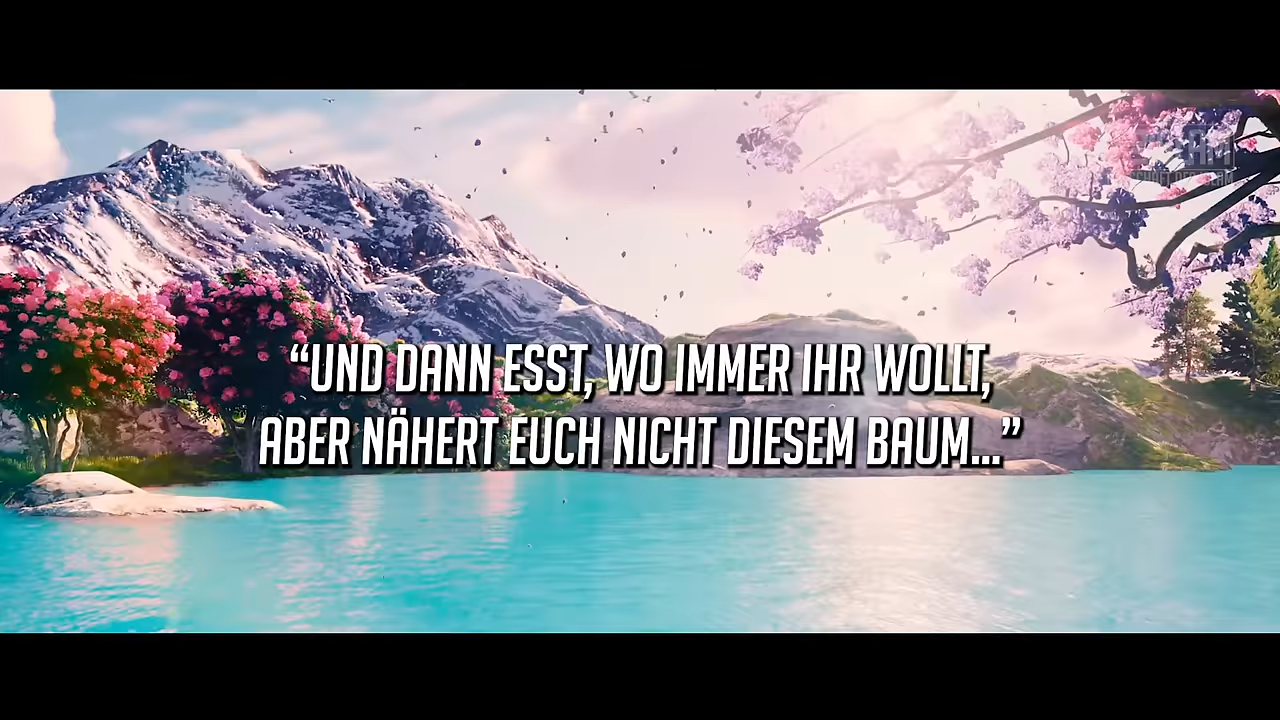 “UND DANN ESST, WO IMMER IHR WOLLT,
ABER NÄHERT EUCH NICHT DIESEM BAUM...”